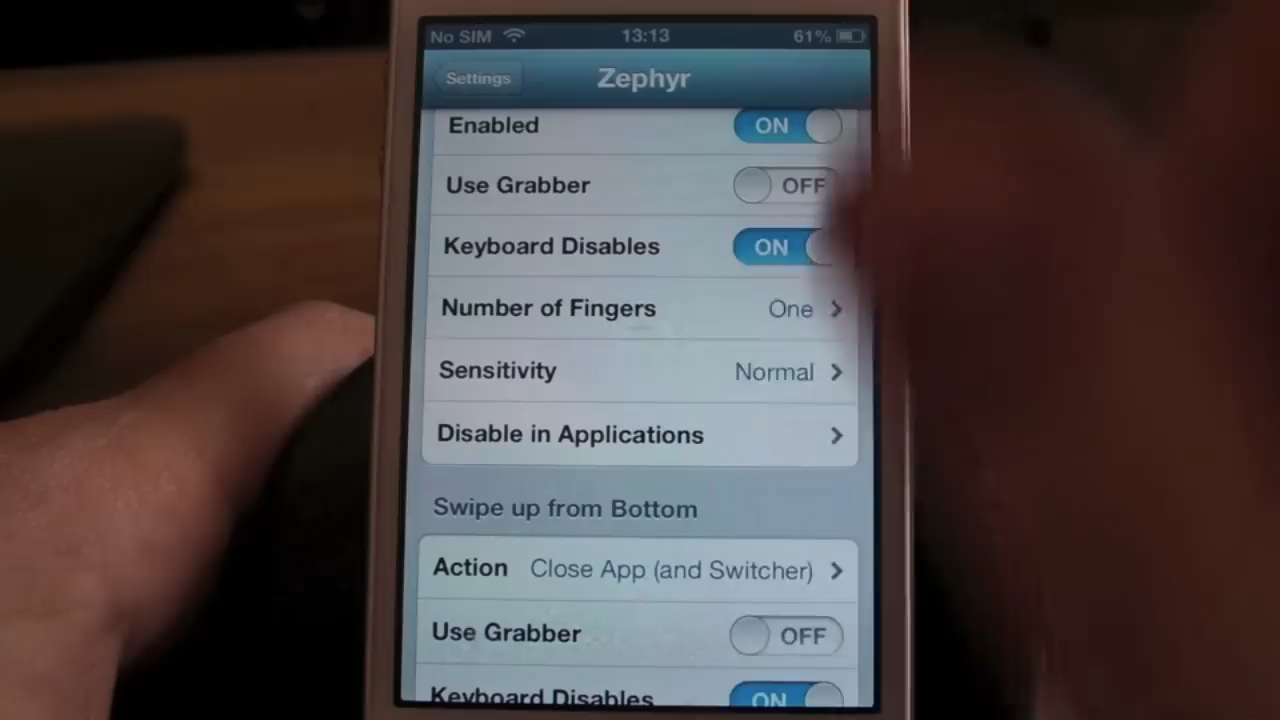 No SIM 13:13 61%
Settings Zephyr
Enabled ON
Use Grabber OFF
Keyboard Disables ON
Number of Fingers One
Sensitivity Normal
Disable in Applications
Swipe up from Bottom
Action Close App (and Switcher)
Use Grabber OFF
Keyboard Disables ON